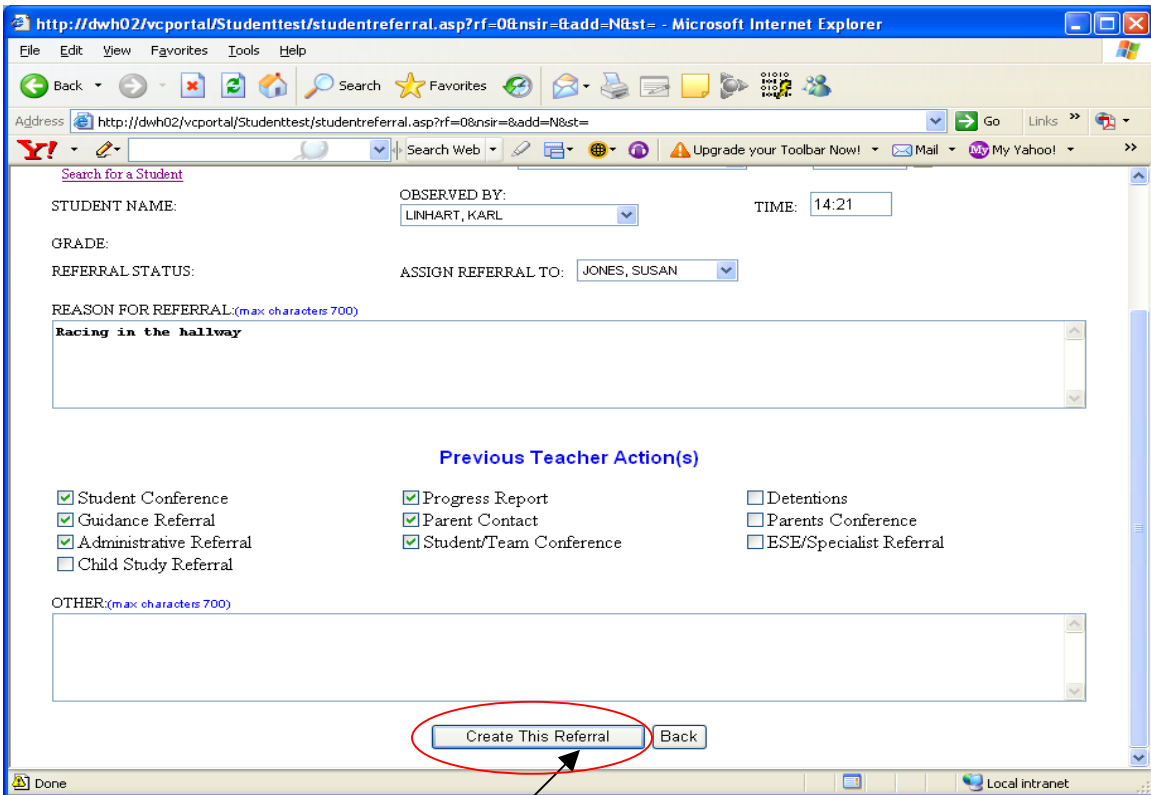 http://dwh02/vcportal/Studenttest/studentreferral.asp?rf=0&nsir=&add=N&st= - Microsoft Internet Explorer
File Edit View Favorites Tools Help
Back Search Favorites
Address http://dwh02/vcportal/Studenttest/studentreferral.asp?rf=0&nsir=&add=N&st= Go Links »
Y! Search Web Upgrade your Toolbar Now! Mail My My Yahoo! »
Search for a Student
OBSERVED BY:
STUDENT NAME: LINHART, KARL TIME: 14:21
GRADE:
REFERRAL STATUS: ASSIGN REFERRAL TO: JONES, SUSAN
REASON FOR REFERRAL:(max characters 700)
Racing in the hallway
Previous Teacher Action(s)
Student Conference Progress Report Detentions
Guidance Referral Parent Contact Parents Conference
Administrative Referral Student/Team Conference ESE/Specialist Referral
Child Study Referral
OTHER:(max characters 700)
Create This Referral Back
Done Local intranet